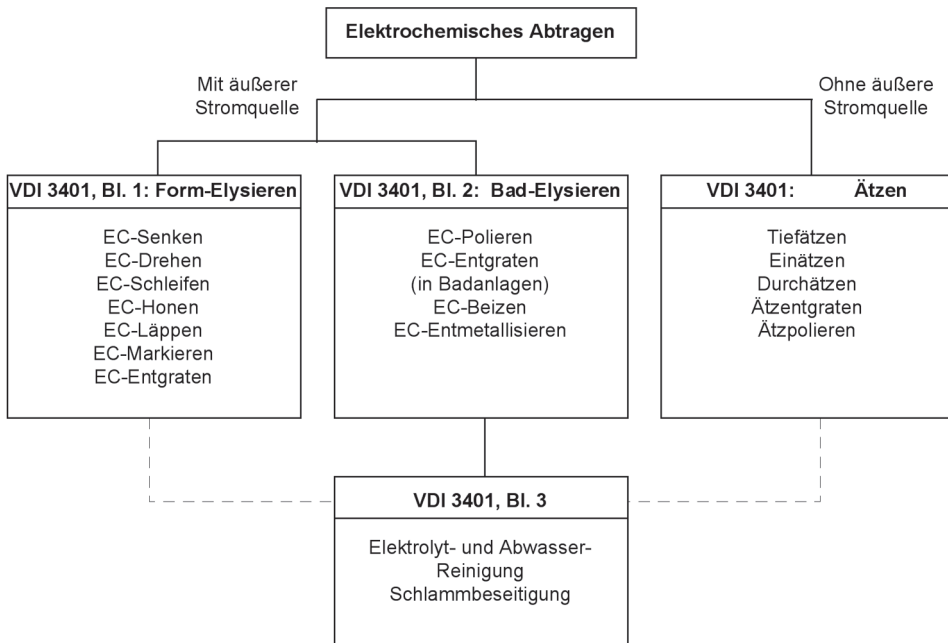 Elektrochemisches Abtragen
Mit äußerer
Stromquelle
Ohne äußere
Stromquelle
VDI 3401, Bl. 1: Form-Elysieren
EC-Senken
EC-Drehen
EC-Schleifen
EC-Honen
EC-Läppen
EC-Markieren
EC-Entgraten
VDI 3401, Bl. 2: Bad-Elysieren
EC-Polieren
EC-Entgraten
(in Badanlagen)
EC-Beizen
EC-Entmetallisieren
VDI 3401: Ätzen
Tiefätzen
Einätzen
Durchätzen
Ätzentgraten
Ätzpolieren
VDI 3401, Bl. 3
Elektrolyt- und Abwasser-
Reinigung
Schlammbeseitigung